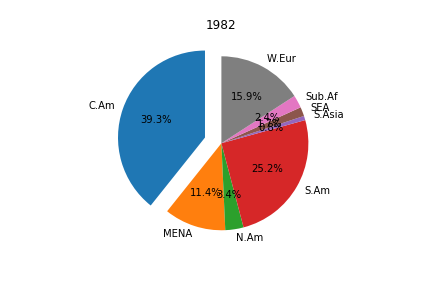 1982
W.Eur
15.9%
Sub.Af
2.4%
SEA
S.Asia
0.8%
C.Am
39.3%
S.Am
25.2%
MENA
11.4%
N.Am
3.4%